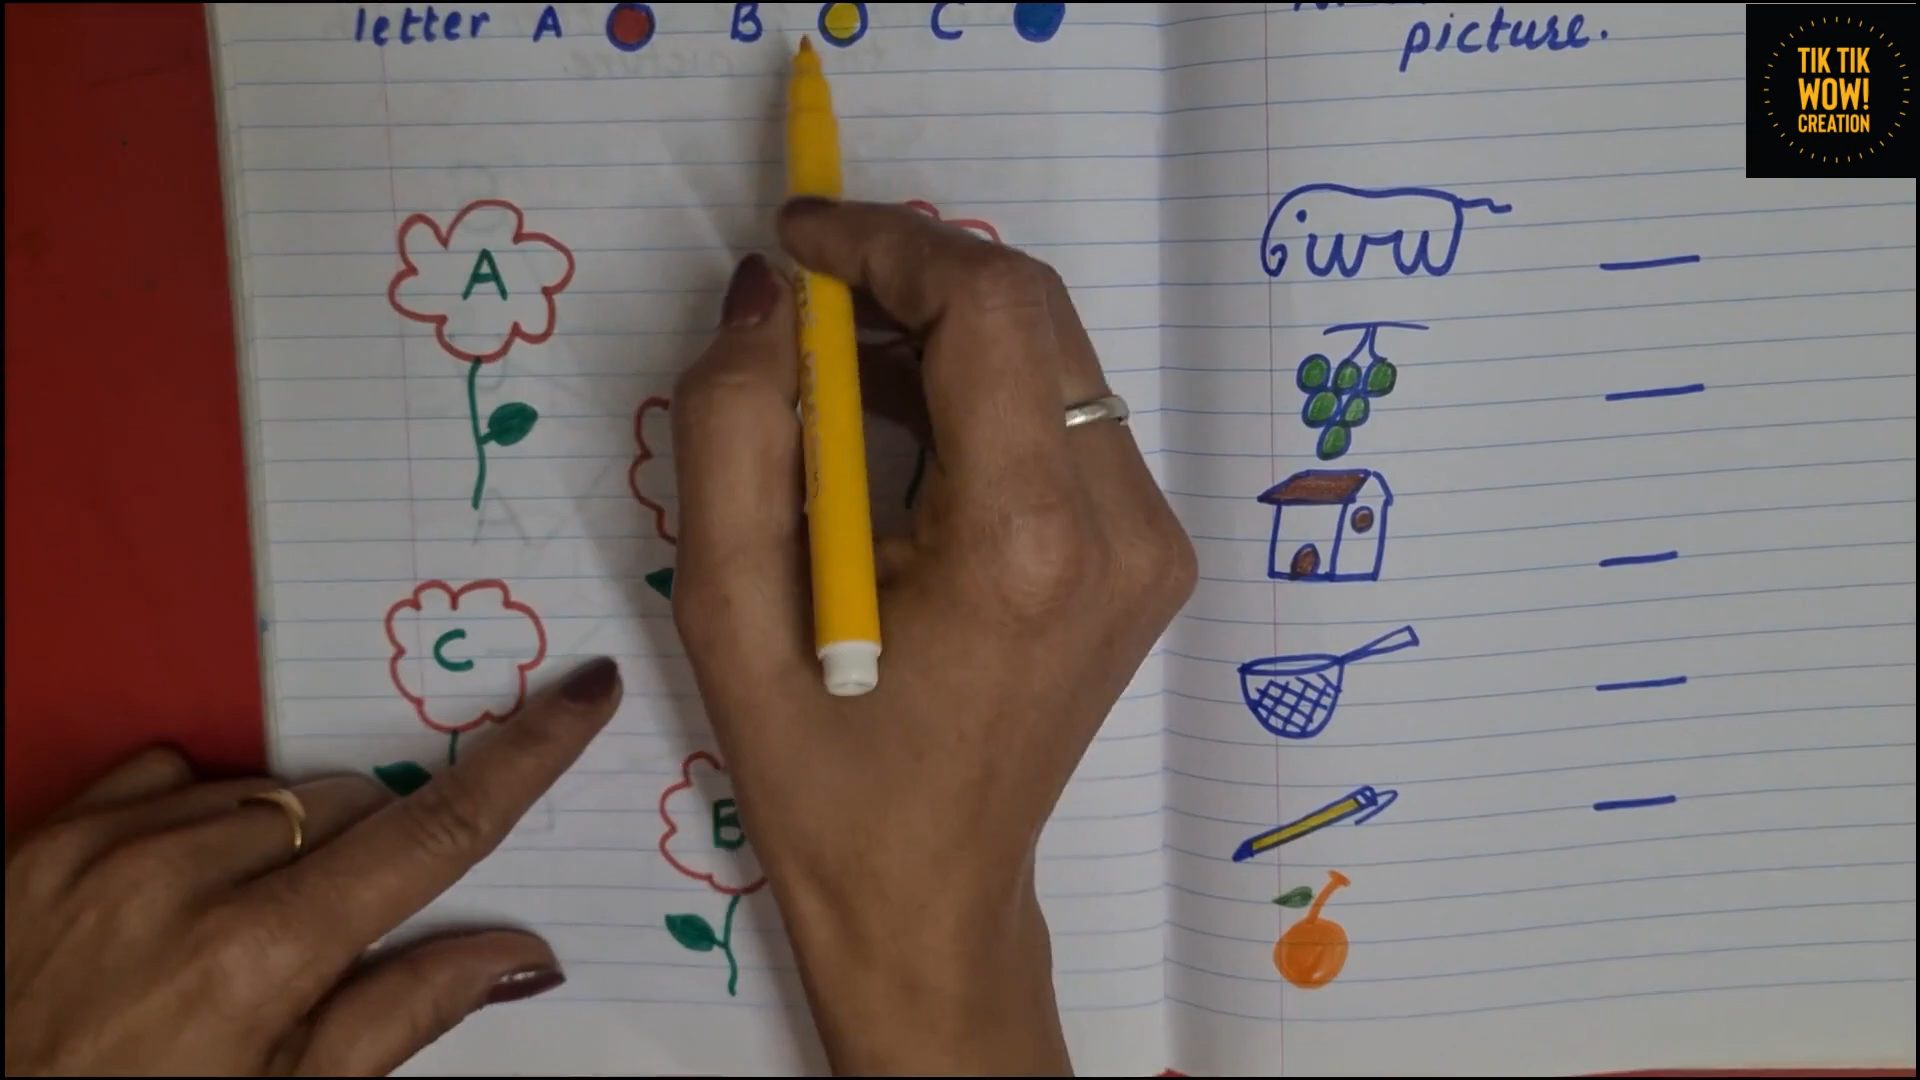 letter A B C
picture.
TIK TIK
WOW!
CREATION
A
C
B